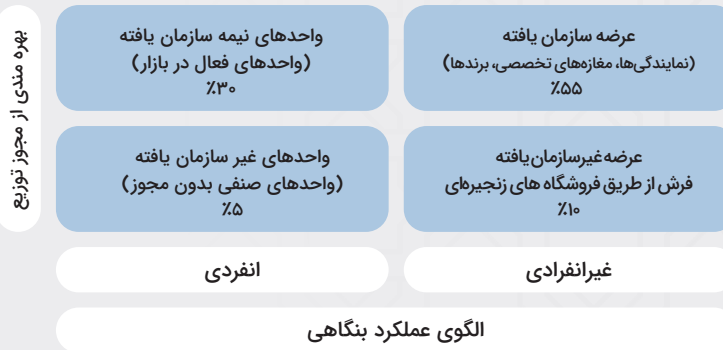 بهره مندی از مجوز توزیع
عرضه سازمان یافته
(نمایندگی‌ها، مغازه‌های تخصصی، برندها)
٪۵۵
واحدهای نیمه سازمان یافته
(واحدهای فعال در بازار)
٪۳۰
عرضه غیرسازمان‌یافته
فرش از طریق فروشگاه های زنجیره‌ای
٪۱۰
واحدهای غیر سازمان یافته
(واحدهای صنفی بدون مجوز)
٪۵
غیرانفرادی
انفردی
الگوی عملکرد بنگاهی